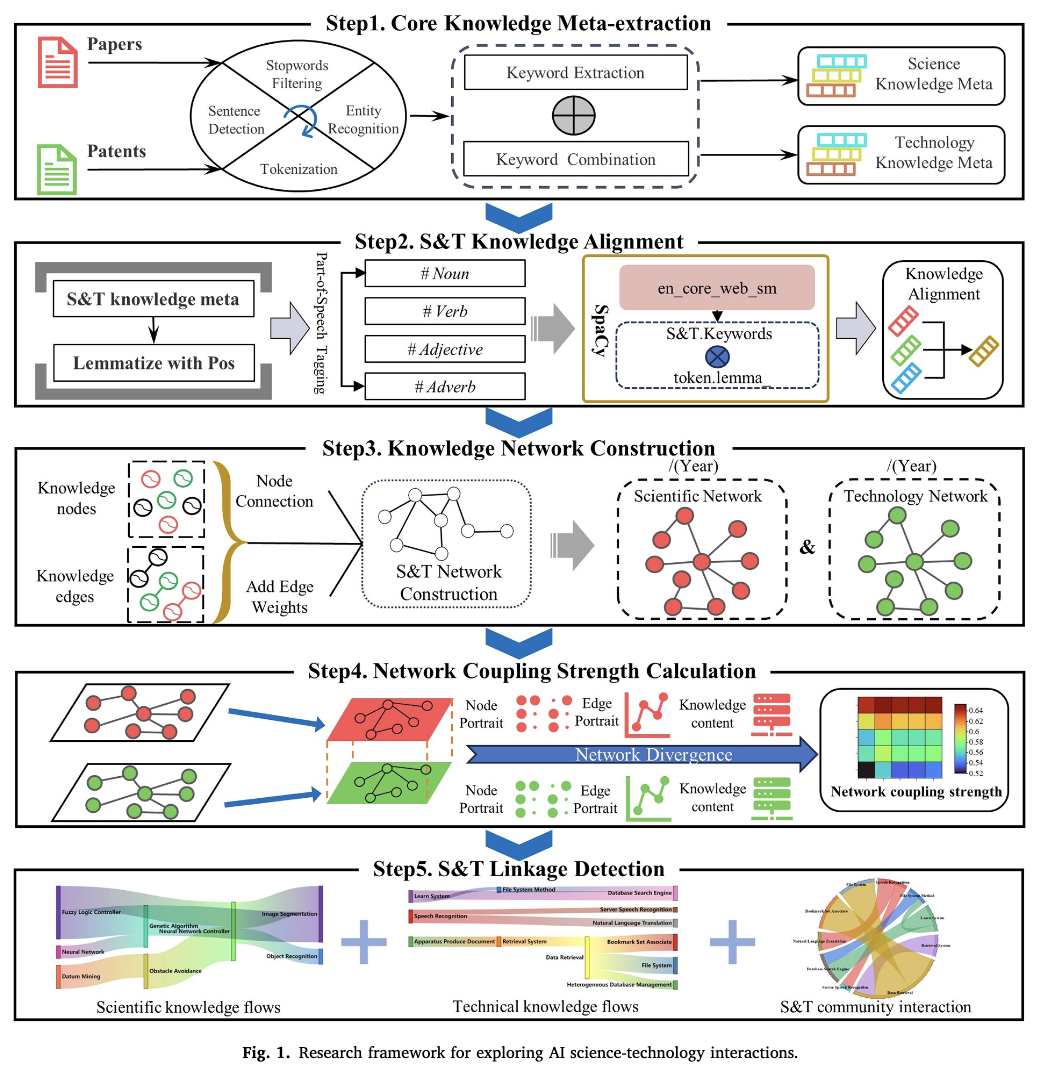 Step1. Core Knowledge Meta-extraction
Papers
Patents
Stopwords
Filtering
Sentence
Detection
Entity
Recognition
Tokenization
Keyword Extraction
Keyword Combination
Science
Knowledge Meta
Technology
Knowledge Meta
Step2. S&T Knowledge Alignment
S&T knowledge meta
Lemmatize with Pos
Part-of-Speech Tagging
# Noun
# Verb
# Adjective
# Adverb
SpaCy
en_core_web_sm
S&T.Keywords
token.lemma_
Knowledge
Alignment
Step3. Knowledge Network Construction
Knowledge
nodes
Knowledge
edges
Node
Connection
Add Edge
Weights
S&T Network
Construction
/(Year)
Scientific Network
&
/(Year)
Technology Network
Step4. Network Coupling Strength Calculation
Node
Portrait
Edge
Portrait
Knowledge
content
Network Divergence
Node
Portrait
Edge
Portrait
Knowledge
content
0.64
0.62
0.60
0.58
0.56
0.54
0.52
Network coupling strength
Step5. S&T Linkage Detection
Fuzzy Logic Controller
Neural Network
Datum Mining
Genetic Algorithm
Neural Network Controller
Obstacle Avoidance
Image Segmentation
Object Recognition
Scientific knowledge flows
Learn System
File System Method
Database Search Engine
Speech Recognition
Server Speech Recognition
Natural Language Translation
Apparatus Produce Document
Retrieval System
Bookmark Set Associate
Data Retrieval
File System
Heterogeneous Database Management
Technical knowledge flows
File System
Speech Recognition
File System Method
Learn System
Retrieval System
Data Retrieval
Server Speech Recognition
Database Search Engine
Natural Language Translation
Bookmark Set Associate
S&T community interaction
Fig. 1. Research framework for exploring AI science-technology interactions.